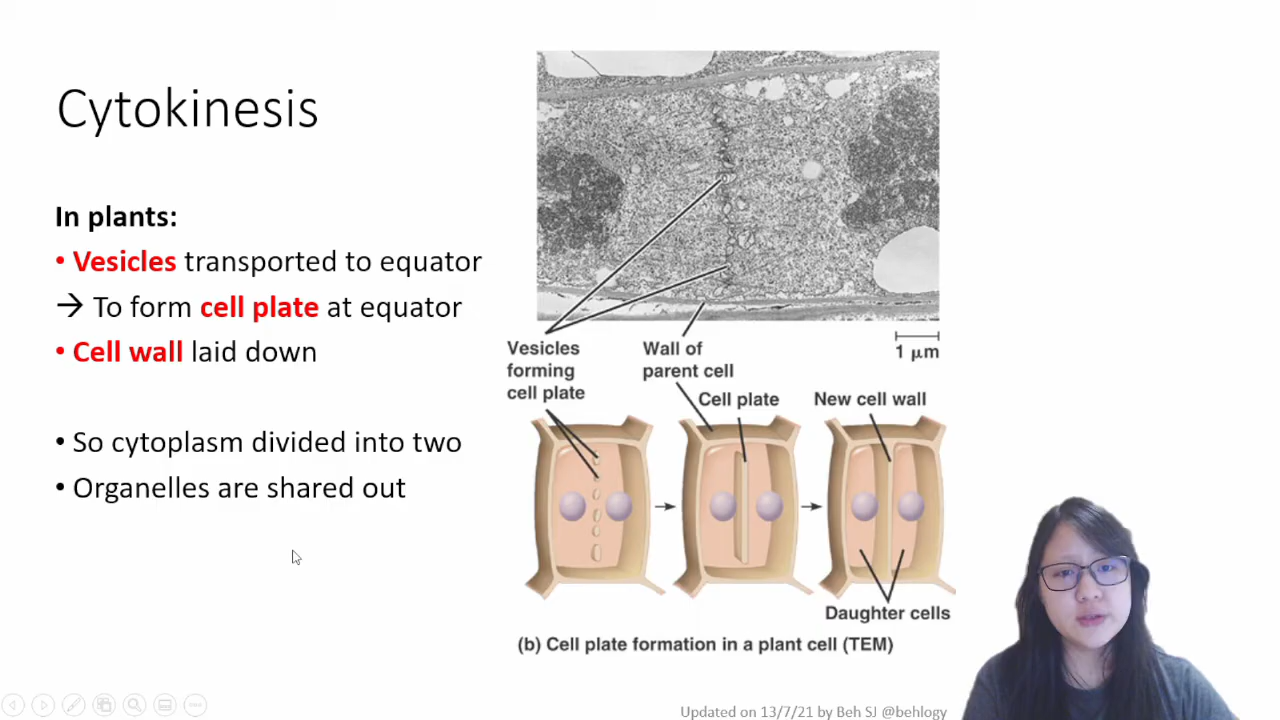 Cytokinesis
In plants:
• Vesicles transported to equator
→ To form cell plate at equator
• Cell wall laid down
• So cytoplasm divided into two
• Organelles are shared out
1 μm
Vesicles
forming
cell plate
Wall of
parent cell
Cell plate
New cell wall
Daughter cells
(b) Cell plate formation in a plant cell (TEM)
Updated on 13/7/21 by Beh SJ @behlogy